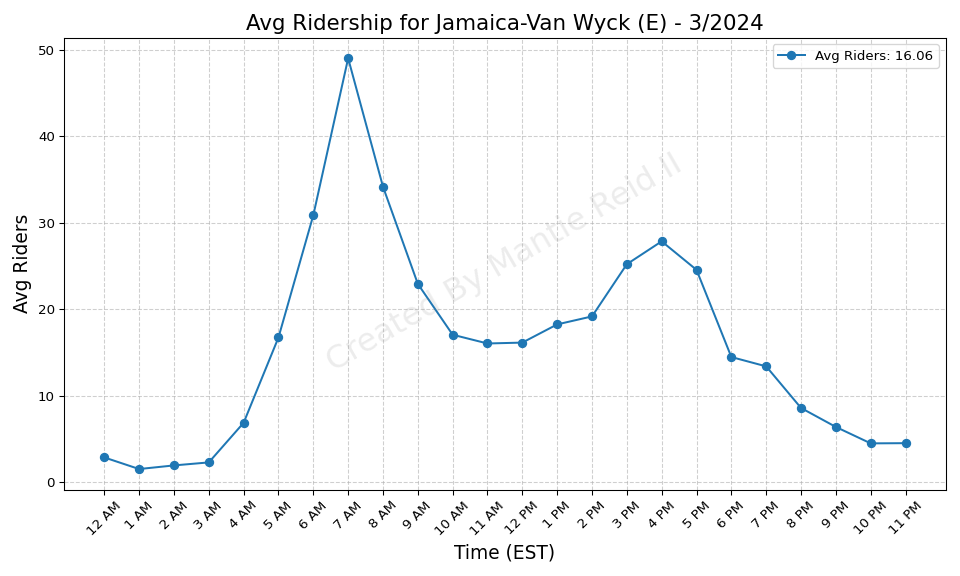 Avg Ridership for Jamaica-Van Wyck (E) - 3/2024
Avg Riders: 16.06
50
40
30
20
10
0
Avg Riders
Created By Mantle Reid II
12 AM
1 AM
2 AM
3 AM
4 AM
5 AM
6 AM
7 AM
8 AM
9 AM
10 AM
11 AM
12 PM
1 PM
2 PM
3 PM
4 PM
5 PM
6 PM
7 PM
8 PM
9 PM
10 PM
11 PM
Time (EST)